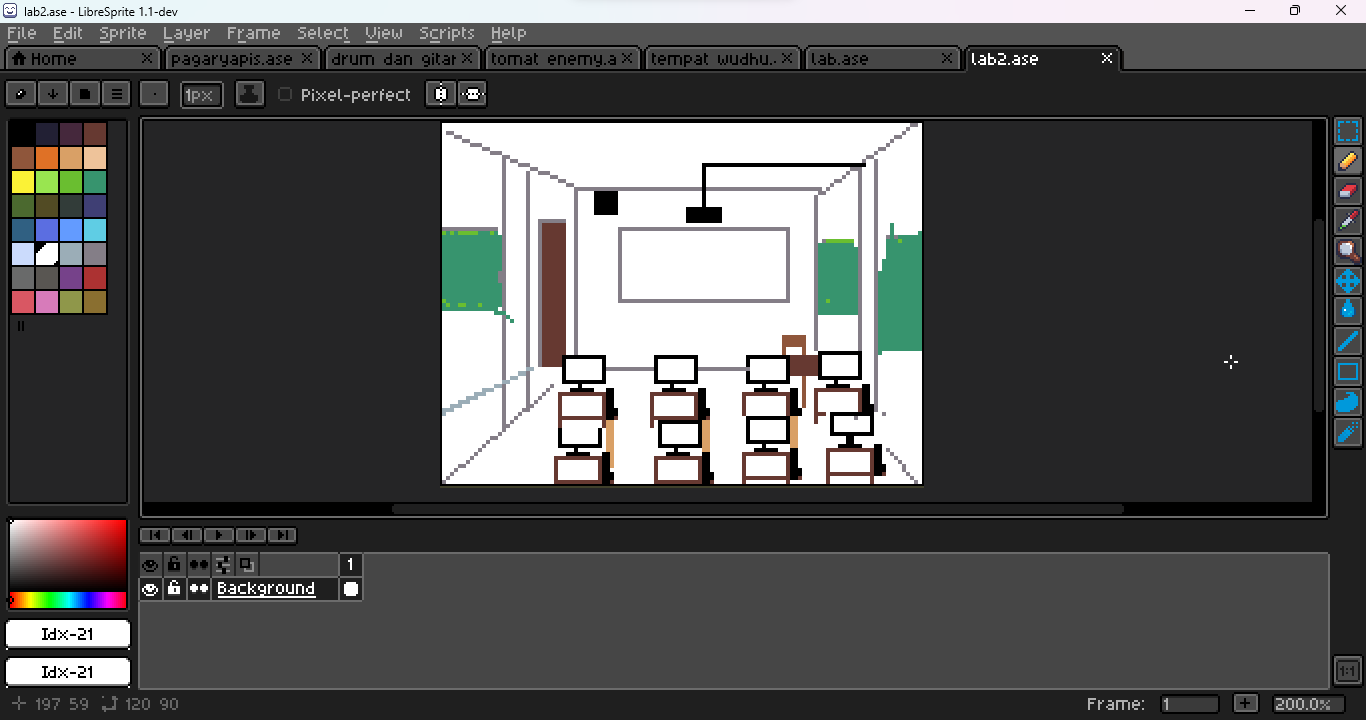 lab2.ase - LibreSprite 1.1-dev
File Edit Sprite Layer Frame Select View Scripts Help
Home pagaryapis.ase drum dan gitar tomat enemy.a tempat wudhu. lab.ase lab2.ase
1px Pixel-perfect
1
Background
Idx-21
Idx-21
1:1
197 59 120 90 Frame: 1 + 200.0%